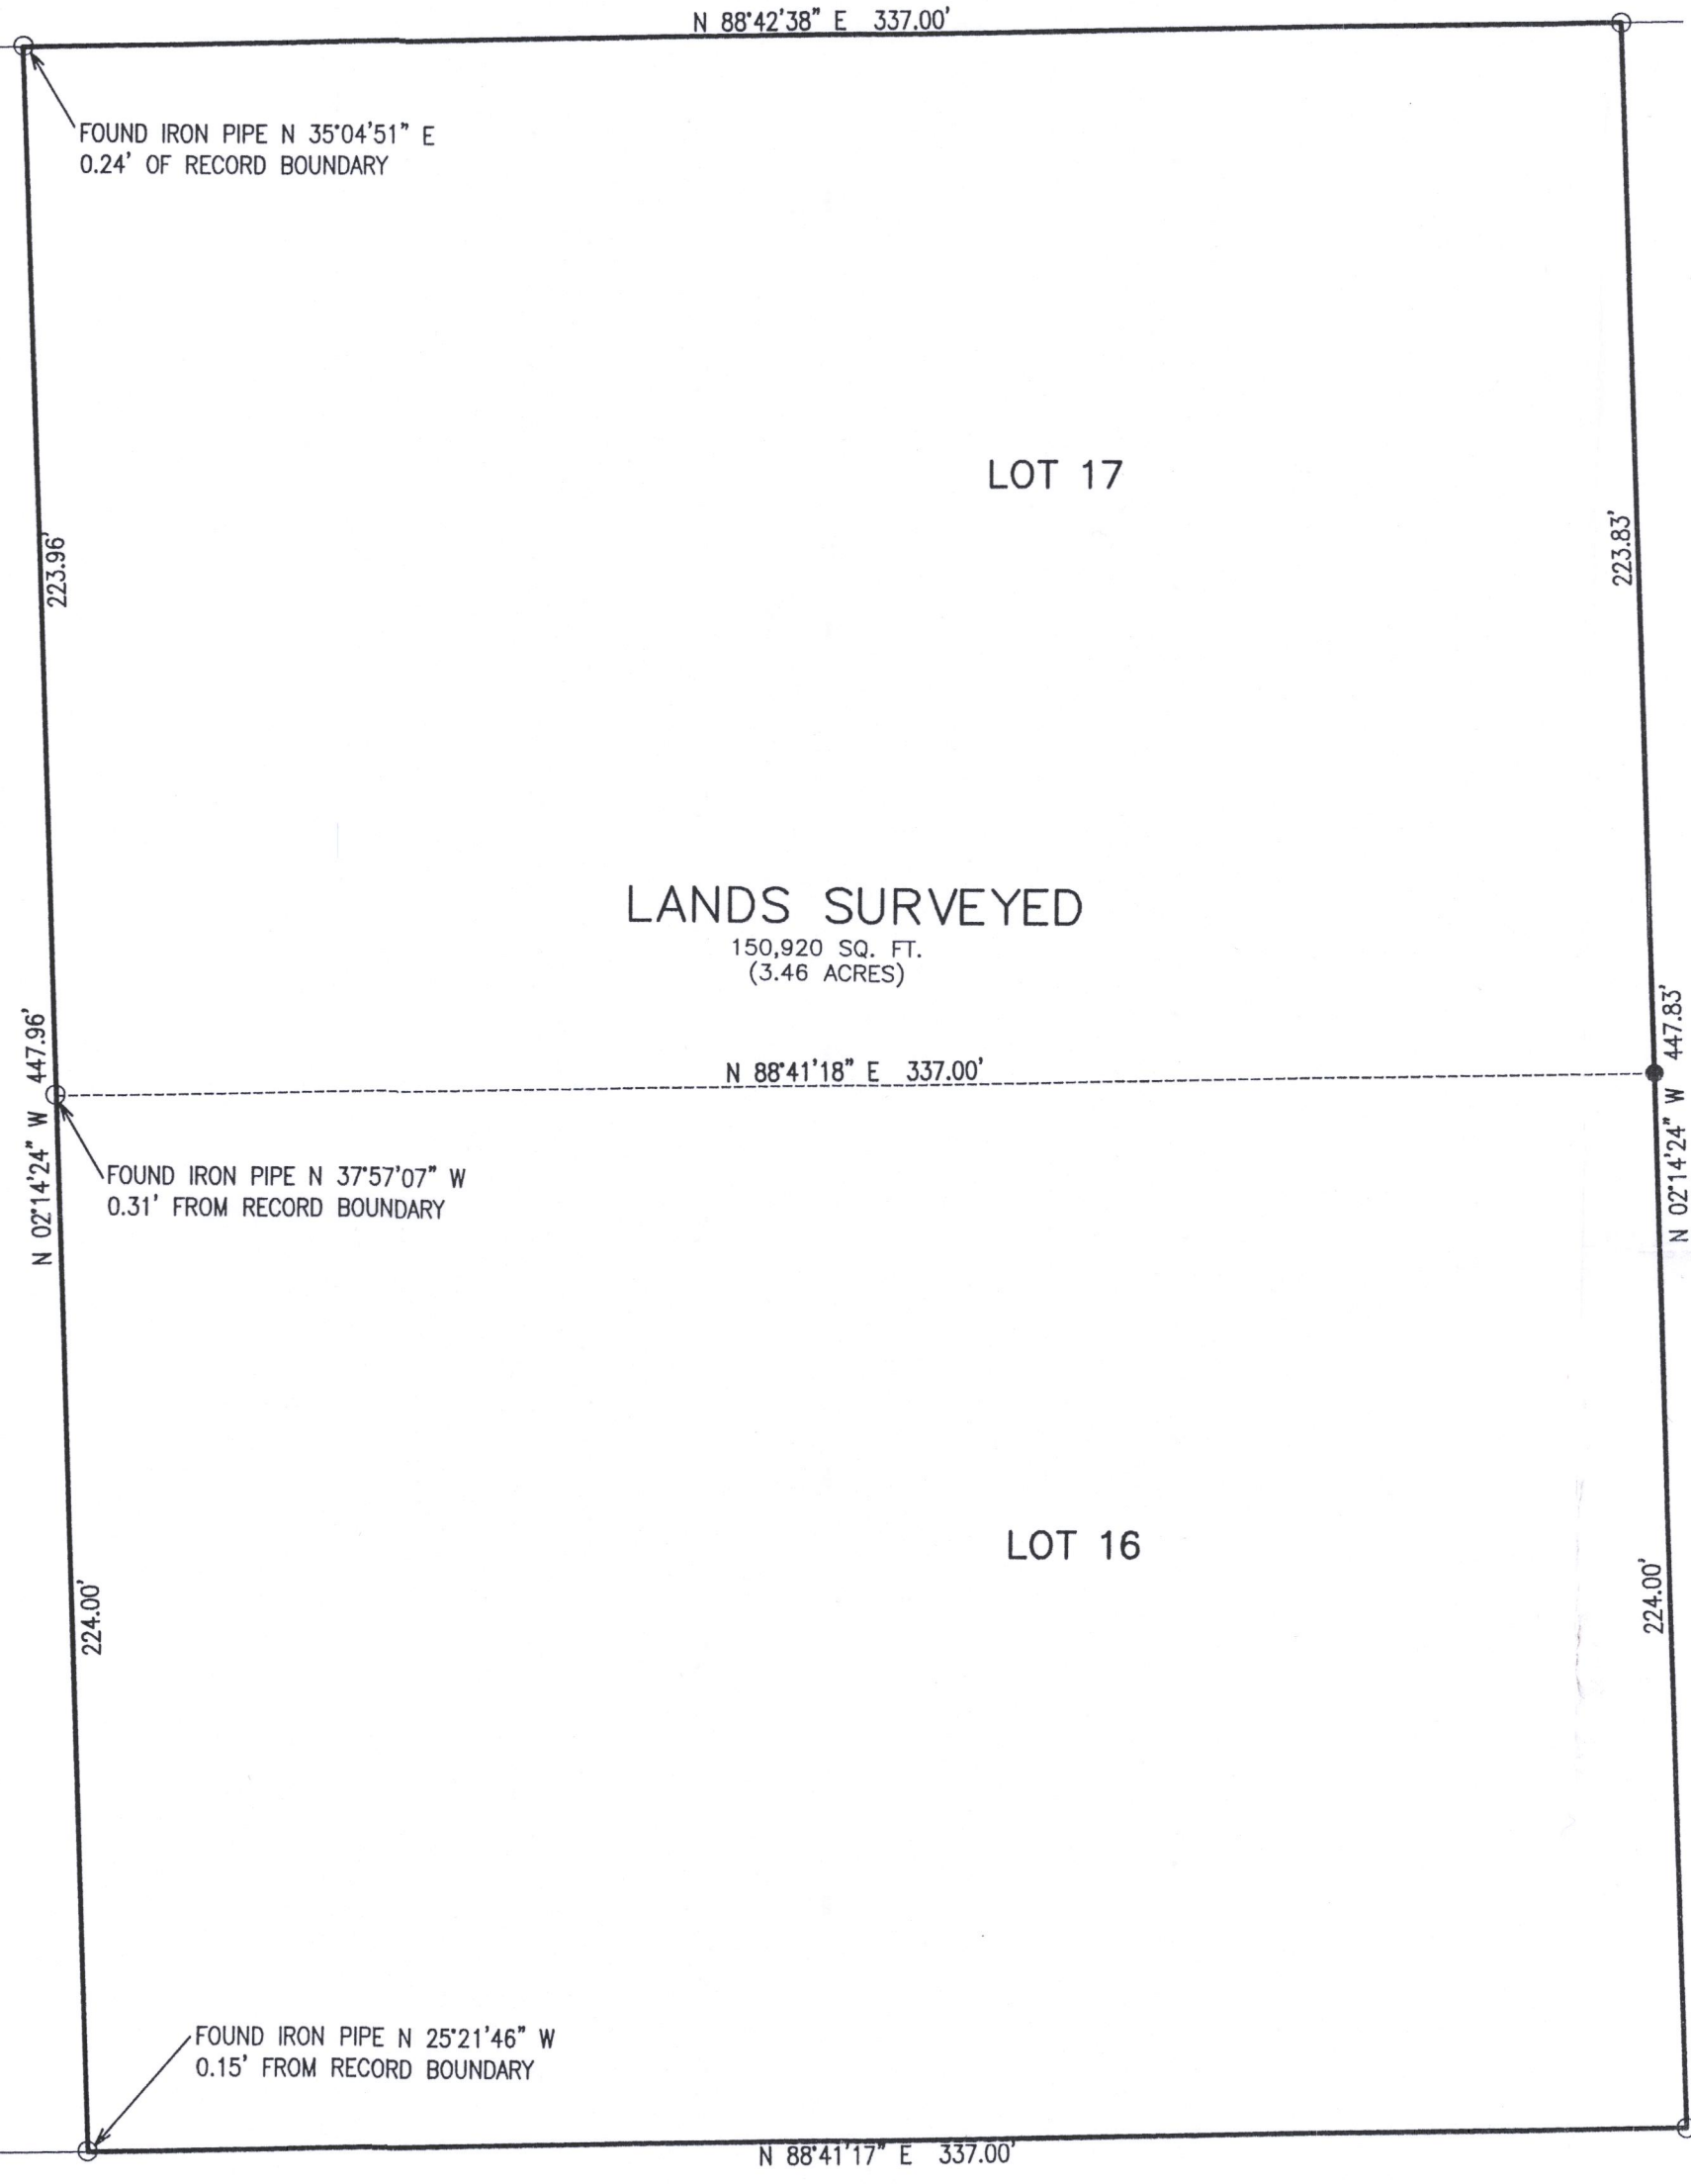 N 88°42'38" E 337.00'
FOUND IRON PIPE N 35°04'51" E
0.24' OF RECORD BOUNDARY
LOT 17
223.96'
223.83'
LANDS SURVEYED
150,920 SQ. FT.
(3.46 ACRES)
N 02°14'24" W 447.96'
N 02°14'24" W 447.83'
N 88°41'18" E 337.00'
FOUND IRON PIPE N 37°57'07" W
0.31' FROM RECORD BOUNDARY
LOT 16
224.00'
224.00'
FOUND IRON PIPE N 25°21'46" W
0.15' FROM RECORD BOUNDARY
N 88°41'17" E 337.00'